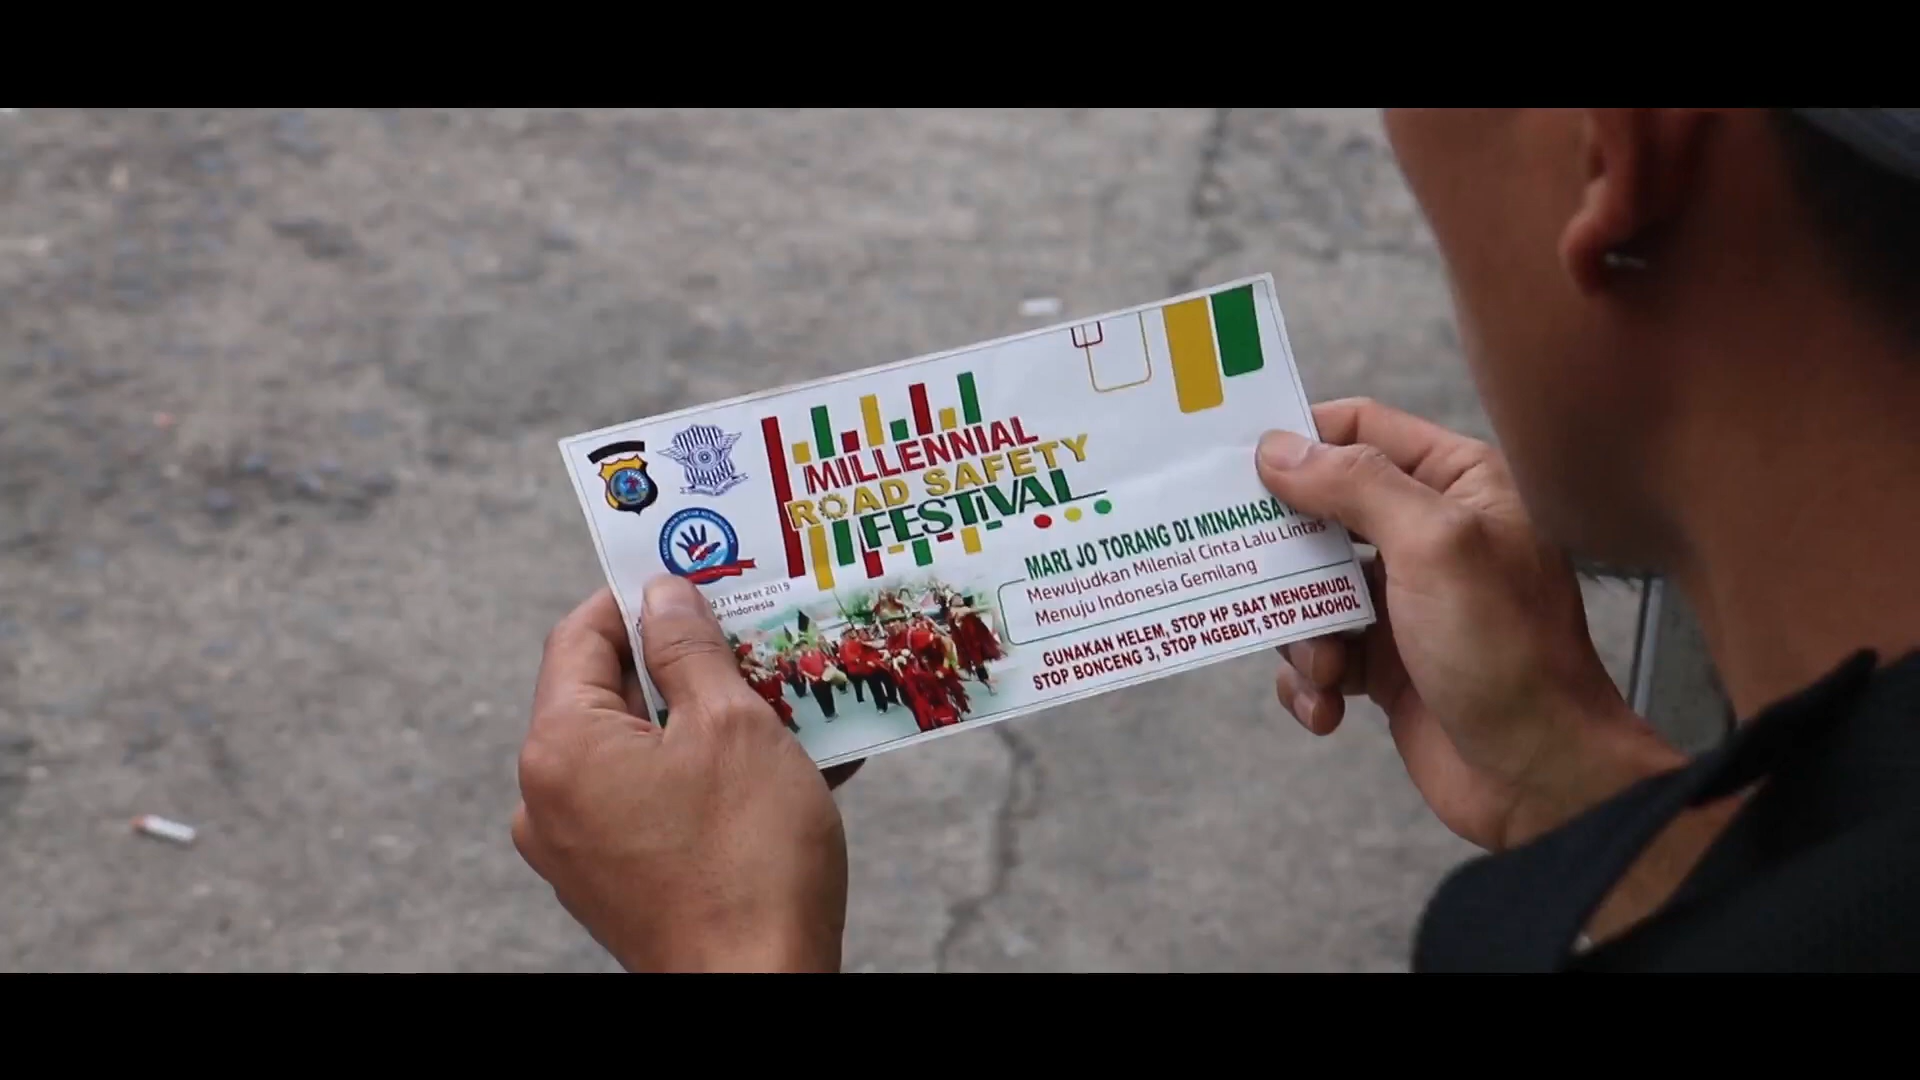 MILLENNIAL
ROAD SAFETY
FESTIVAL
31 Maret 2019
e-Indonesia
MARI JO TORANG DI MINAHASA
Mewujudkan Milenial Cinta Lalu Lintas
Menuju Indonesia Gemilang
GUNAKAN HELEM, STOP HP SAAT MENGEMUDI,
STOP BONCENG 3, STOP NGEBUT, STOP ALKOHOL